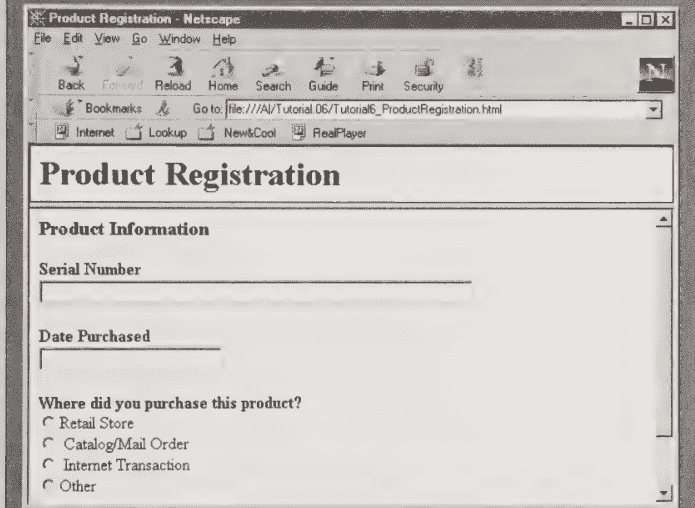 Product Registration - Netscape
File Edit View Go Window Help
Back Forward Reload Home Search Guide Print Security
N
Bookmarks Go to: file:///A|/Tutorial.06/Tutorial6_ProductRegistration.html
Internet Lookup New&Cool RealPlayer
Product Registration
Product Information
Serial Number
Date Purchased
Where did you purchase this product?
Retail Store
Catalog/Mail Order
Internet Transaction
Other